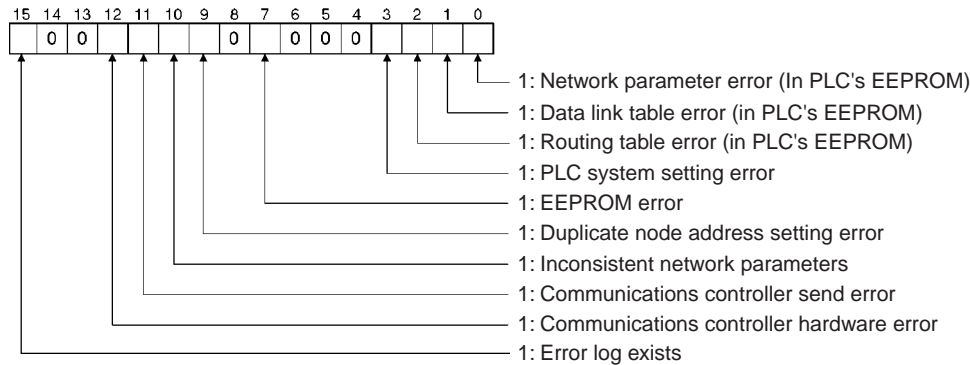 15 14 13 12 11 10 9 8 7 6 5 4 3 2 1 0
0 0 0 0 0 0
1: Network parameter error (In PLC's EEPROM)
1: Data link table error (in PLC's EEPROM)
1: Routing table error (in PLC's EEPROM)
1: PLC system setting error
1: EEPROM error
1: Duplicate node address setting error
1: Inconsistent network parameters
1: Communications controller send error
1: Communications controller hardware error
1: Error log exists